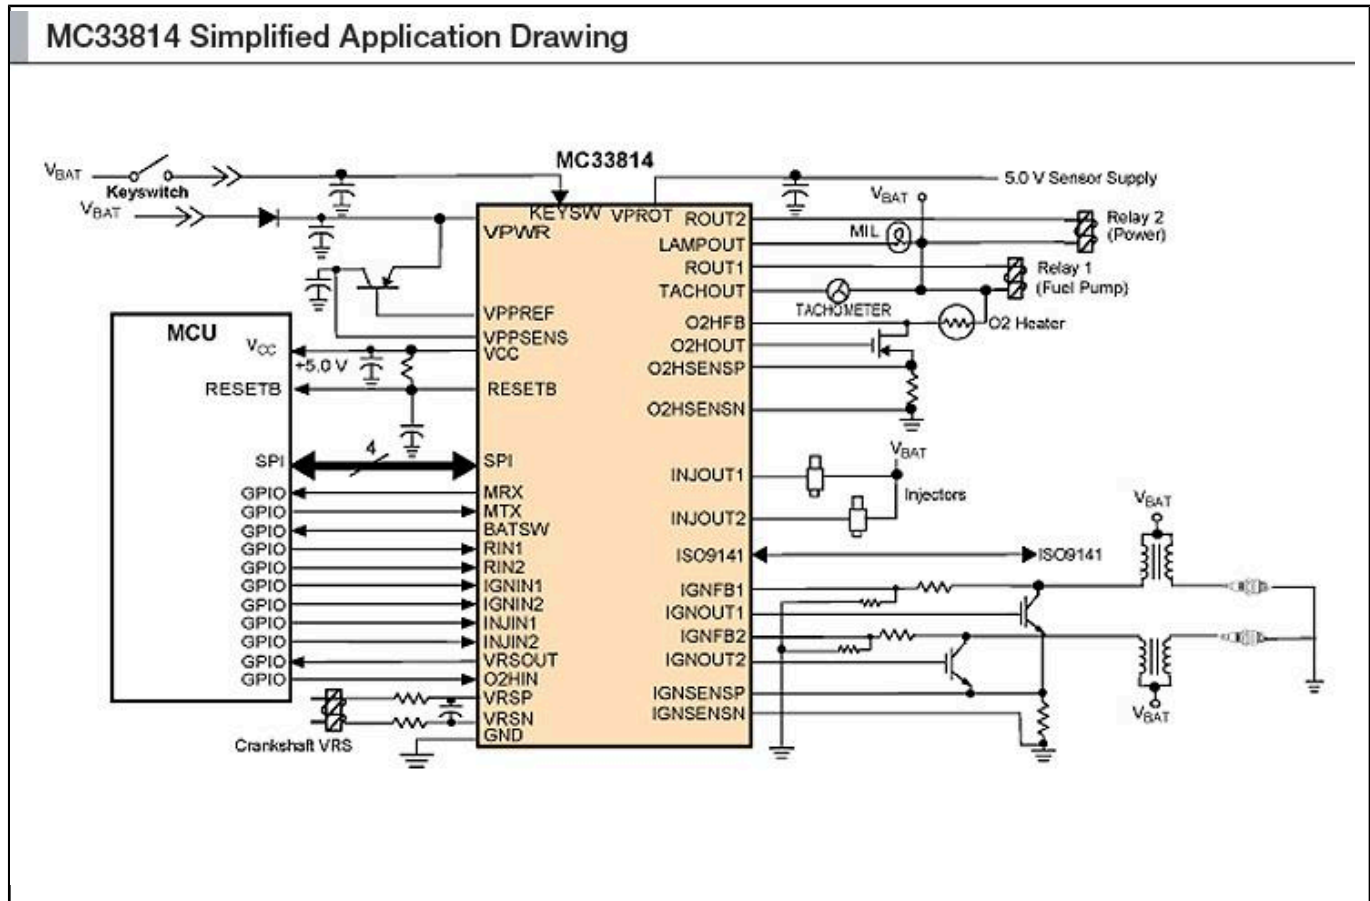 MC33814 Simplified Application Drawing
MC33814
VBAT
Keyswitch
VBAT
5.0 V Sensor Supply
KEYSW
VPROT
VPWR
VPPREF
VPPSENS
VCC
RESETB
SPI
MRX
MTX
BATSW
RIN1
RIN2
IGNIN1
IGNIN2
INJIN1
INJIN2
VRSOUT
O2HIN
VRSP
VRSN
GND
MCU
VCC
+5.0 V
RESETB
SPI
4
GPIO
GPIO
GPIO
GPIO
GPIO
GPIO
GPIO
GPIO
GPIO
GPIO
GPIO
Crankshaft VRS
ROUT2
LAMPOUT
ROUT1
TACHOUT
O2HFB
O2HOUT
O2HSENSP
O2HSENSN
INJOUT1
INJOUT2
ISO9141
IGNFB1
IGNOUT1
IGNFB2
IGNOUT2
IGNSENSP
IGNSENSN
VBAT
MIL
Relay 2
(Power)
Relay 1
(Fuel Pump)
TACHOMETER
O2 Heater
VBAT
Injectors
ISO9141
VBAT
VBAT